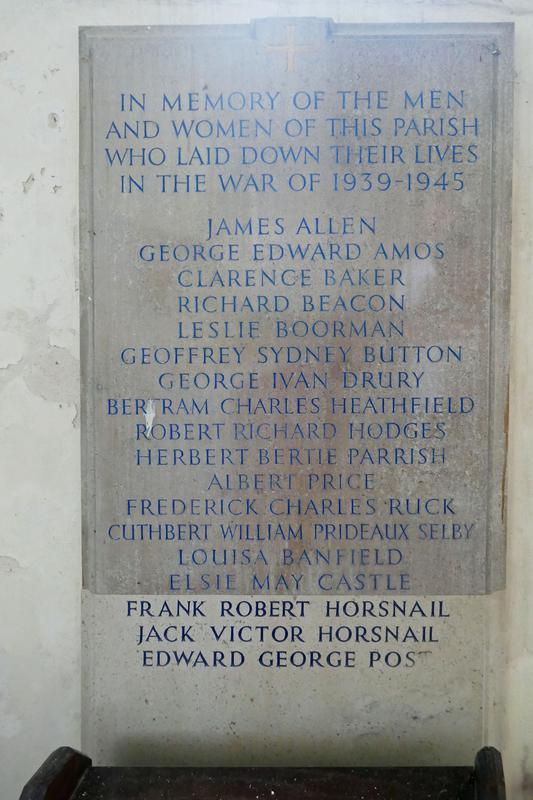 IN MEMORY OF THE MEN
AND WOMEN OF THIS PARISH
WHO LAID DOWN THEIR LIVES
IN THE WAR OF 1939-1945
JAMES ALLEN
GEORGE EDWARD AMOS
CLARENCE BAKER
RICHARD BEACON
LESLIE BOORMAN
GEOFFREY SYDNEY BUTTON
GEORGE IVAN DRURY
BERTRAM CHARLES HEATHFIELD
ROBERT RICHARD HODGES
HERBERT BERTIE PARRISH
ALBERT PRICE
FREDERICK CHARLES RUCK
CUTHBERT WILLIAM PRIDEAUX SELBY
LOUISA BANFIELD
ELSIE MAY CASTLE
FRANK ROBERT HORSNAIL
JACK VICTOR HORSNAIL
EDWARD GEORGE POST